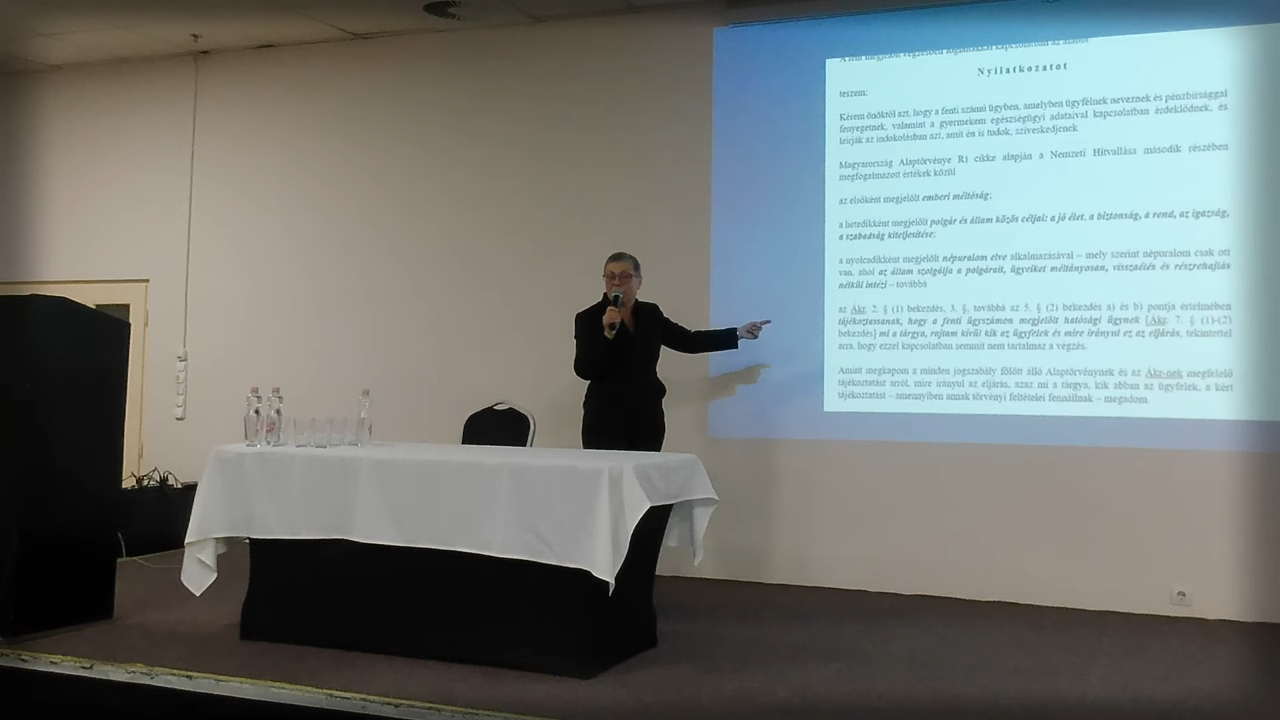 A fent megjelölt végzésben foglaltakkal kapcsolatban az alábbi
Nyilatkozatot
teszem:
Kérem önöktől azt, hogy a fenti számú ügyben, amelyben ügyfélnek neveznek és pénzbírsággal
fenyegetnek, valamint a gyermekem egészségügyi adataival kapcsolatban érdeklődnek, és
leírják az indokolásban azt, amit én is tudok, szíveskedjenek
Magyarország Alaptörvénye R) cikke alapján a Nemzeti Hitvallása második részében
megfogalmazott értékek közül
az elsőként megjelölt emberi méltóság;
a hetedikként megjelölt polgár és állam közös céljai: a jó élet, a biztonság, a rend, az igazság,
a szabadság kiteljesítése;
a nyolcadikként megjelölt népuralom elve alkalmazásával – mely szerint népuralom csak ott
van, ahol az állam szolgálja a polgárait, ügyeiket méltányosan, visszaélés és részrehajlás
nélkül intézi – továbbá
az Ákr. 2. § (1) bekezdés, 3. §, továbbá az 5. § (2) bekezdés a) és b) pontja értelmében
tájékoztassanak, hogy a fenti ügyszámon megjelölt hatósági ügynek [Ákr. 7. § (1)-(2)
bekezdés] mi a tárgya, rajtam kívül kik az ügyfelek és mire irányul ez az eljárás, tekintettel
arra, hogy ezzel kapcsolatban semmit nem tartalmaz a végzés.
Amint megkapom a minden jogszabály fölött álló Alaptörvénynek és az Ákr-nek megfelelő
tájékoztatást arról, mire irányul az eljárás, azaz mi a tárgya, kik abban az ügyfelek, a kért
tájékoztatást – amennyiben annak törvényi feltételei fennállnak – megadom.